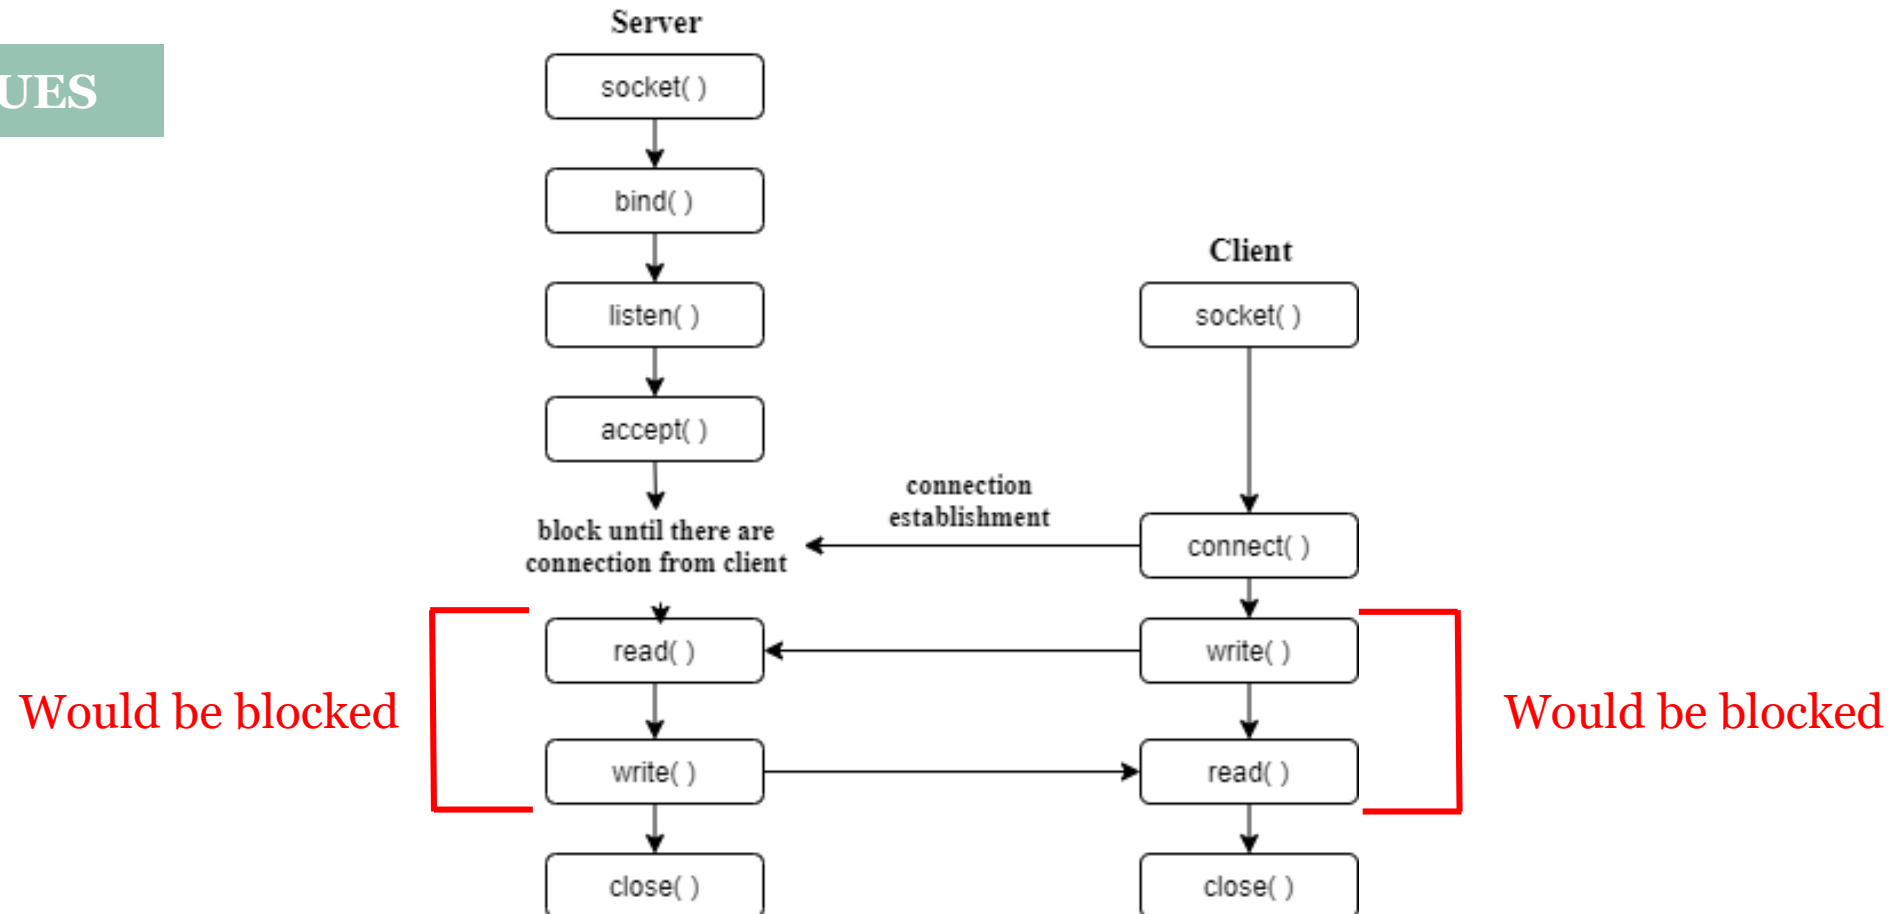 UES
Server
socket( )
bind( )
listen( )
accept( )
block until there are
connection from client
read( )
write( )
close( )
Would be blocked
connection
establishment
Client
socket( )
connect( )
write( )
read( )
close( )
Would be blocked